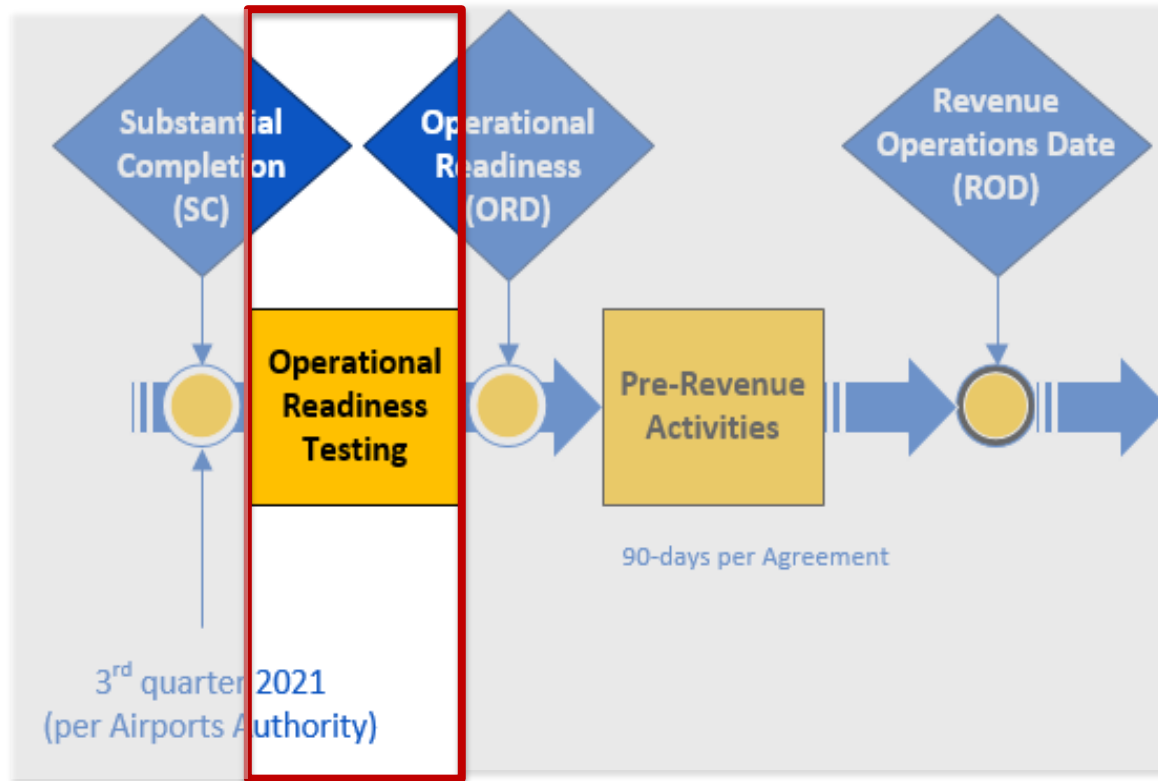 Substantial
Completion
(SC)
Operational
Readiness
(ORD)
Revenue
Operations Date
(ROD)
Operational
Readiness
Testing
Pre-Revenue
Activities
90-days per Agreement
3rd quarter 2021
(per Airports Authority)